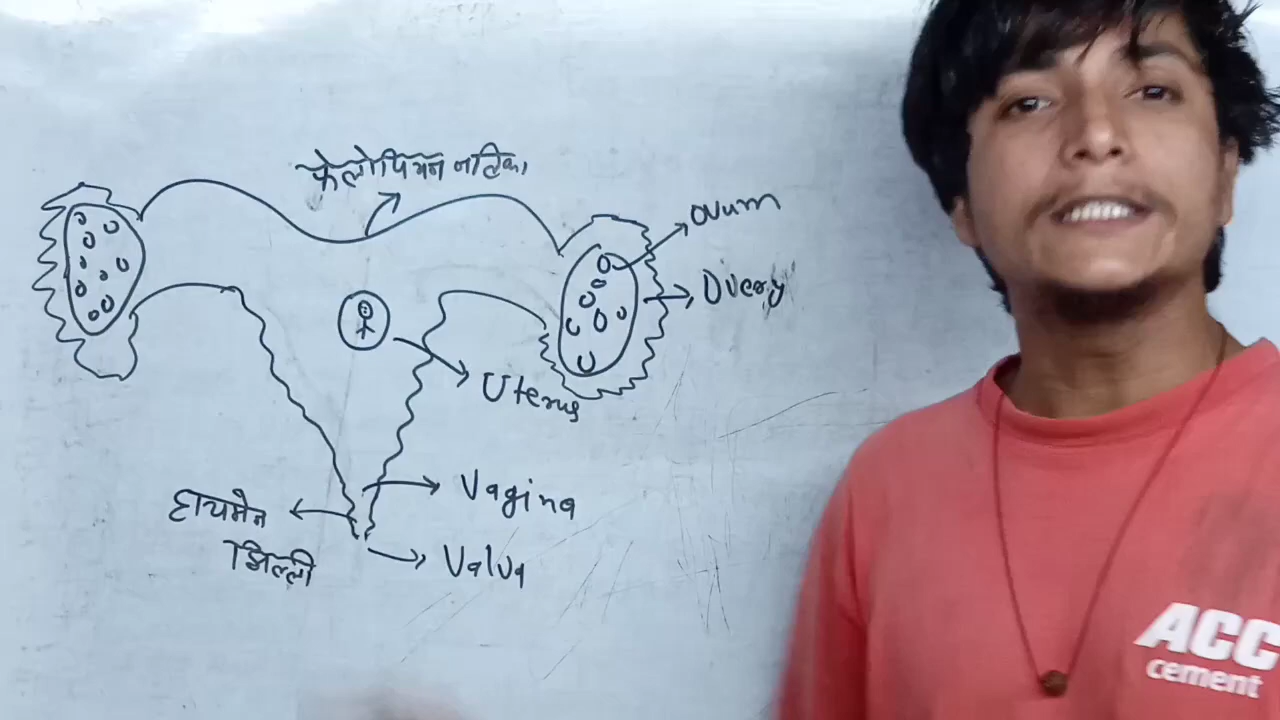 फेलोपियन नलिका
Ovum
Overy
Uterus
Vagina
हायमेन
झिल्ली
Valva
ACC
cement